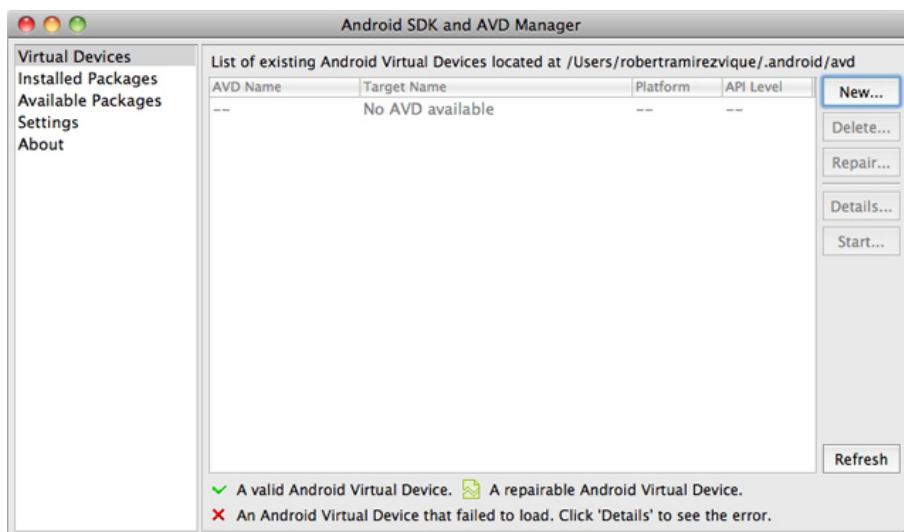 Android SDK and AVD Manager
Virtual Devices
Installed Packages
Available Packages
Settings
About
List of existing Android Virtual Devices located at /Users/robertramirezvique/.android/avd
AVD Name Target Name Platform API Level
-- No AVD available -- --
New...
Delete...
Repair...
Details...
Start...
Refresh
A valid Android Virtual Device. A repairable Android Virtual Device.
An Android Virtual Device that failed to load. Click 'Details' to see the error.